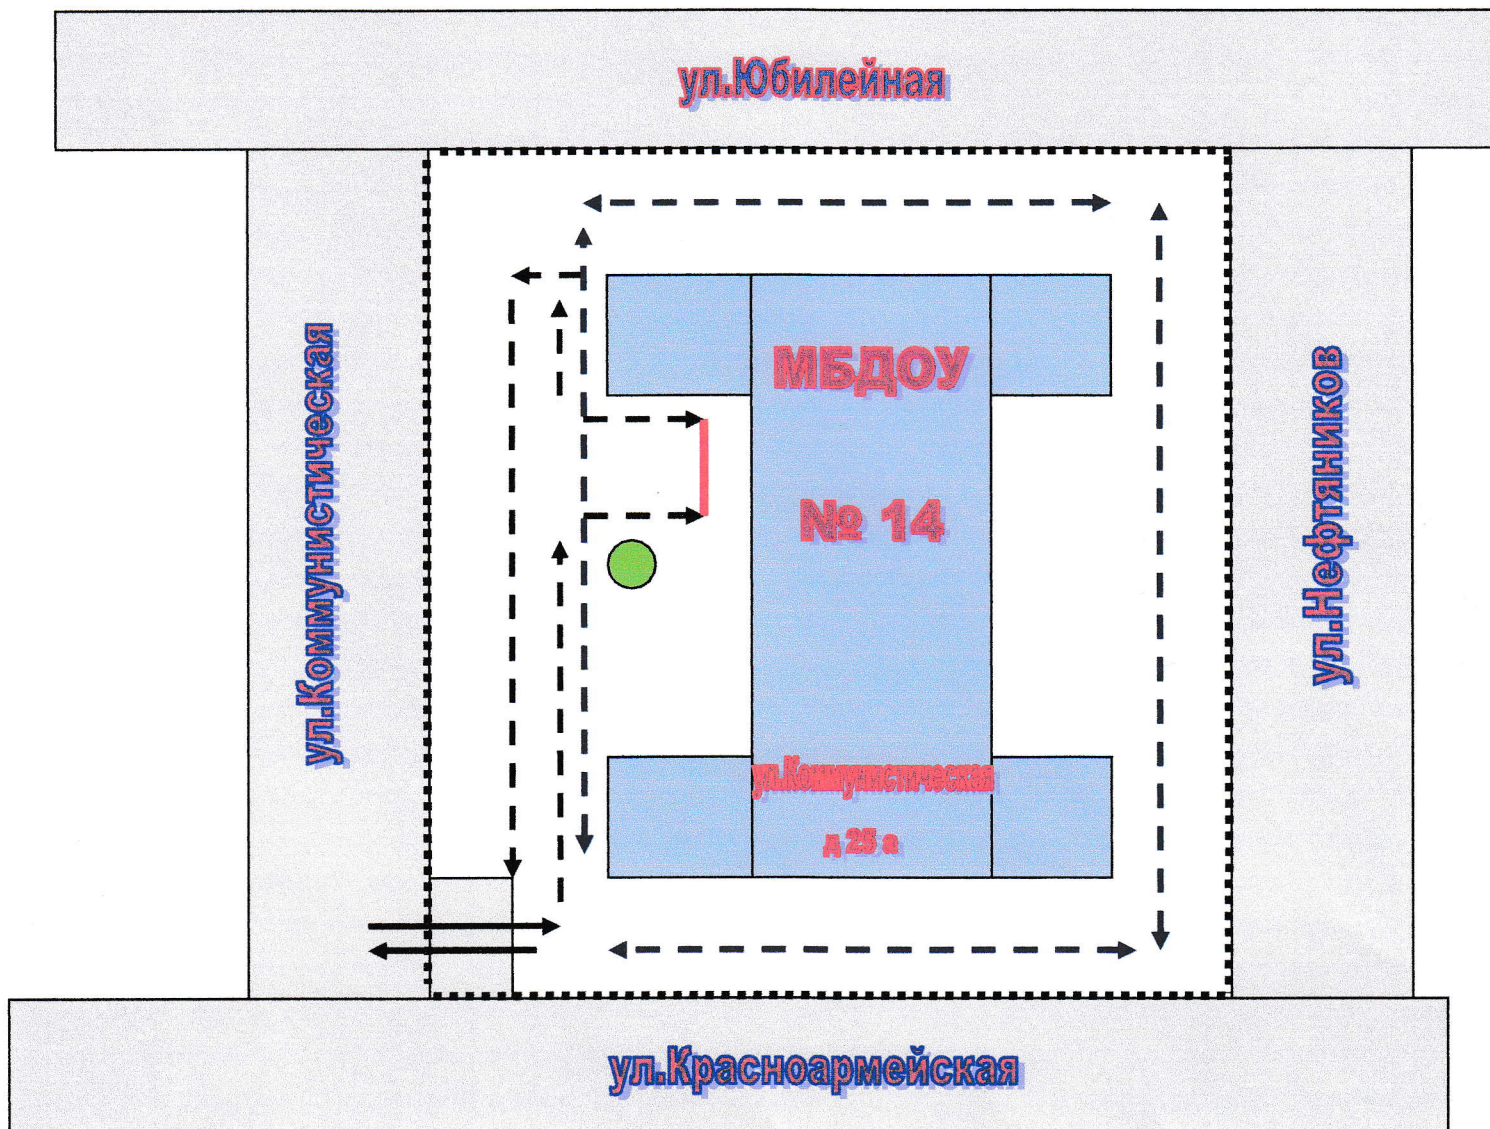 ул.Юбилейная
ул.Коммунистическая
МБДОУ
№ 14
ул.Коммунистическая
д 25 а
ул.Нефтяников
ул.Красноармейская